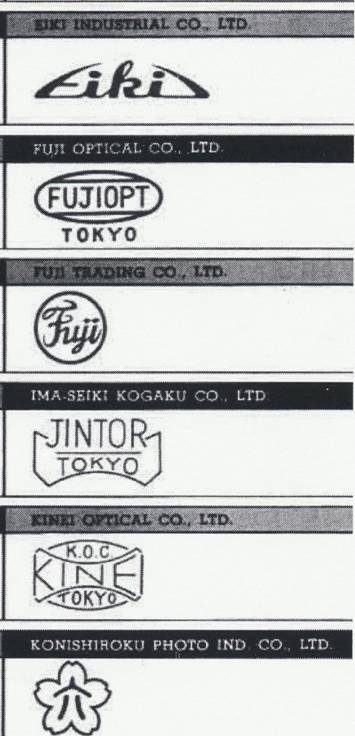 EIKI INDUSTRIAL CO., LTD.
Eiki
FUJI OPTICAL CO., LTD.
FUJIOPT
TOKYO
FUJI TRADING CO., LTD.
Fuji
IMA-SEIKI KOGAKU CO., LTD.
JINTOR
TOKYO
KINEI OPTICAL CO., LTD.
K.O.C.
KINE
TOKYO
KONISHIROKU PHOTO IND. CO., LTD.
六